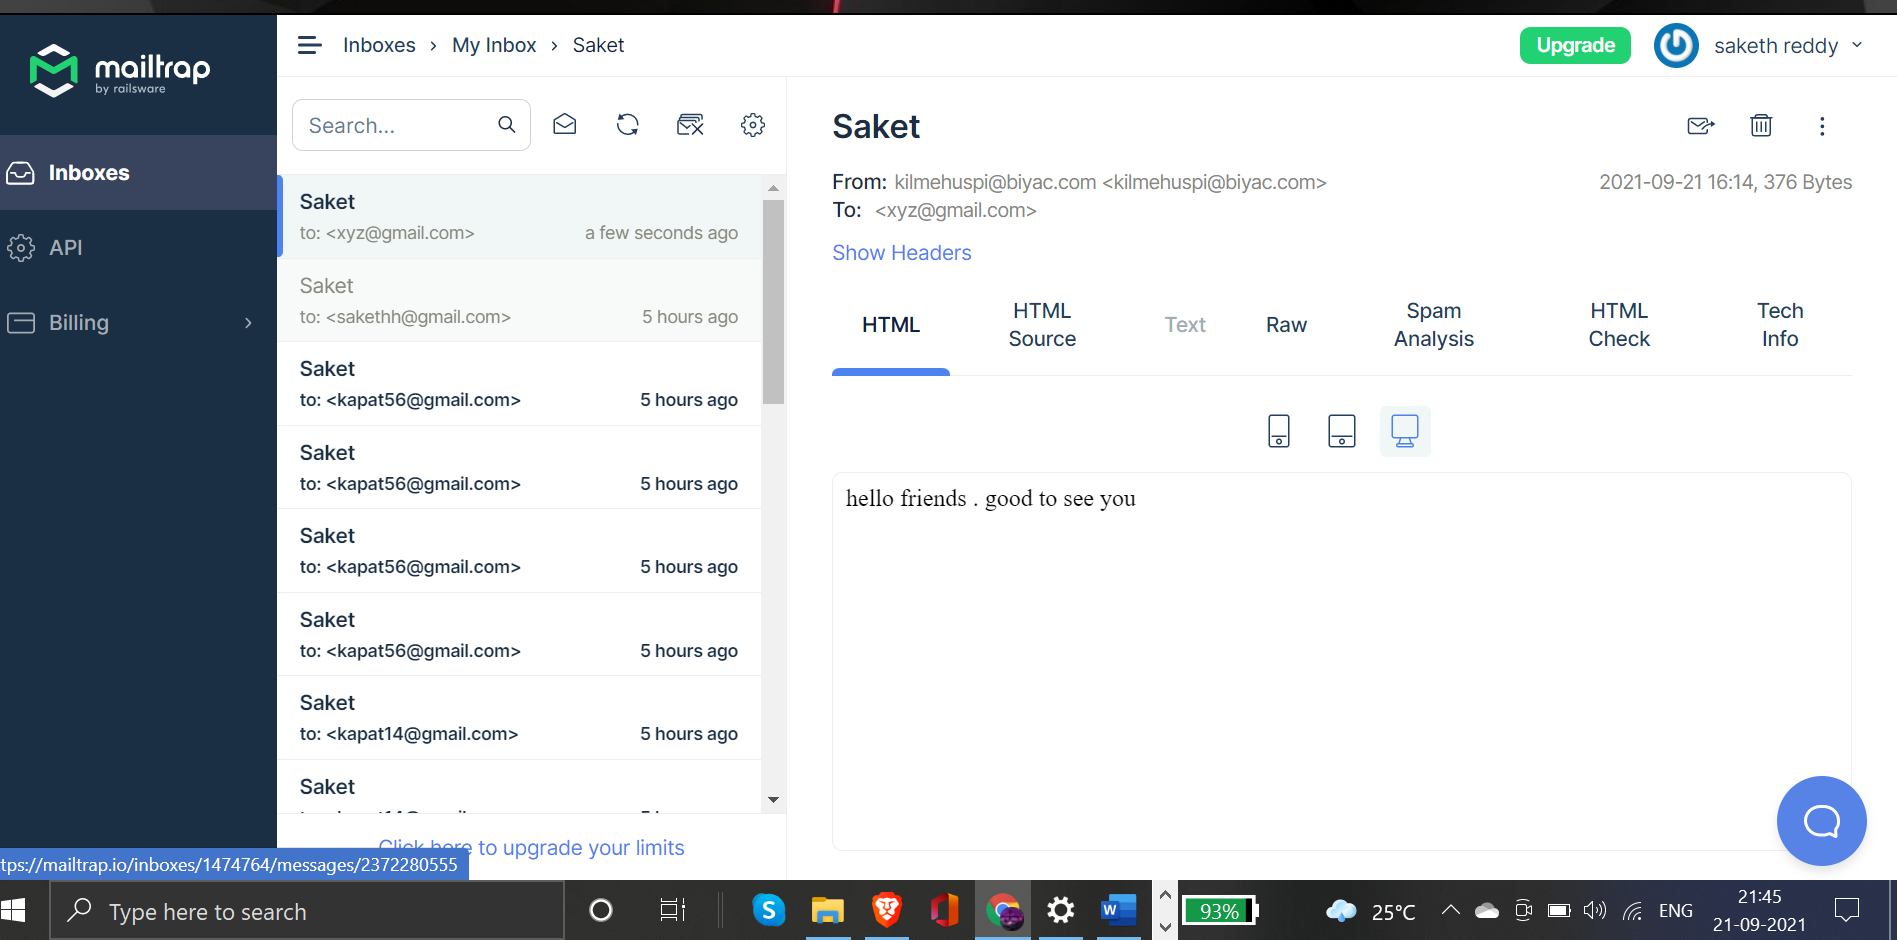 mailtrap
by railsware
Inboxes
API
Billing
Inboxes › My Inbox › Saket
Upgrade
saketh reddy
Search...
Saket
to: <xyz@gmail.com> a few seconds ago
Saket
to: <sakethh@gmail.com> 5 hours ago
Saket
to: <kapat56@gmail.com> 5 hours ago
Saket
to: <kapat56@gmail.com> 5 hours ago
Saket
to: <kapat56@gmail.com> 5 hours ago
Saket
to: <kapat56@gmail.com> 5 hours ago
Saket
to: <kapat14@gmail.com> 5 hours ago
Saket
Click here to upgrade your limits
Saket
From: kilmehuspi@biyac.com <kilmehuspi@biyac.com> 2021-09-21 16:14, 376 Bytes
To: <xyz@gmail.com>
Show Headers
HTML
HTML
Source
Text
Raw
Spam
Analysis
HTML
Check
Tech
Info
hello friends . good to see you
tps://mailtrap.io/inboxes/1474764/messages/2372280555
Type here to search
93%
25°C
ENG
21:45
21-09-2021